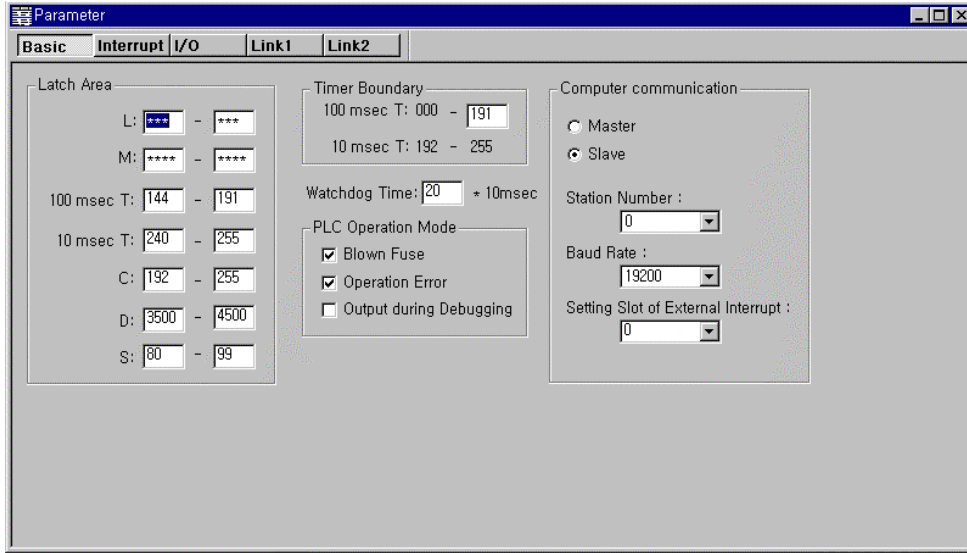 Parameter
Basic Interrupt I/O Link1 Link2
Latch Area
L: *** - ***
M: **** - ****
100 msec T: 144 - 191
10 msec T: 240 - 255
C: 192 - 255
D: 3500 - 4500
S: 80 - 99
Timer Boundary
100 msec T: 000 - 191
10 msec T: 192 - 255
Watchdog Time: 20 * 10msec
PLC Operation Mode
Blown Fuse
Operation Error
Output during Debugging
Computer communication
Master
Slave
Station Number :
0
Baud Rate :
19200
Setting Slot of External Interrupt :
0